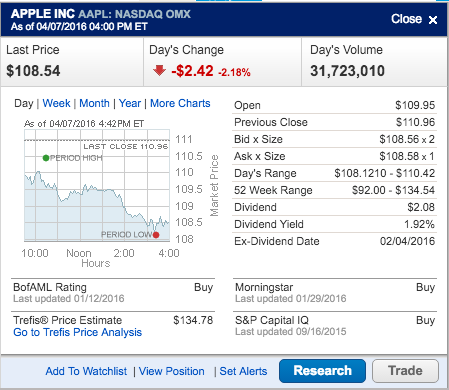 APPLE INC AAPL: NASDAQ OMX
Close ×
As of 04/07/2016 04:00 PM ET
Last Price
$108.54
Day's Change
-$2.42 -2.18%
Day's Volume
31,723,010
Day | Week | Month | Year | More Charts
As of 04/07/2016 4:42PM ET
LAST CLOSE 110.96
PERIOD HIGH
PERIOD LOW
111
110.5
110
109.5
109
108.5
108
Market Price
10:00 Noon 2:00 4:00
Hours
Open $109.95
Previous Close $110.96
Bid x Size $108.56 x 2
Ask x Size $108.58 x 1
Day's Range $108.1210 - $110.42
52 Week Range $92.00 - $134.54
Dividend $2.08
Dividend Yield 1.92%
Ex-Dividend Date 02/04/2016
BofAML Rating Buy
Last updated 01/12/2016
Morningstar Buy
Last updated 01/29/2016
Trefis® Price Estimate $134.78
Go to Trefis Price Analysis
S&P Capital IQ Buy
Last updated 09/16/2015
Add To Watchlist | View Position | Set Alerts
Research
Trade